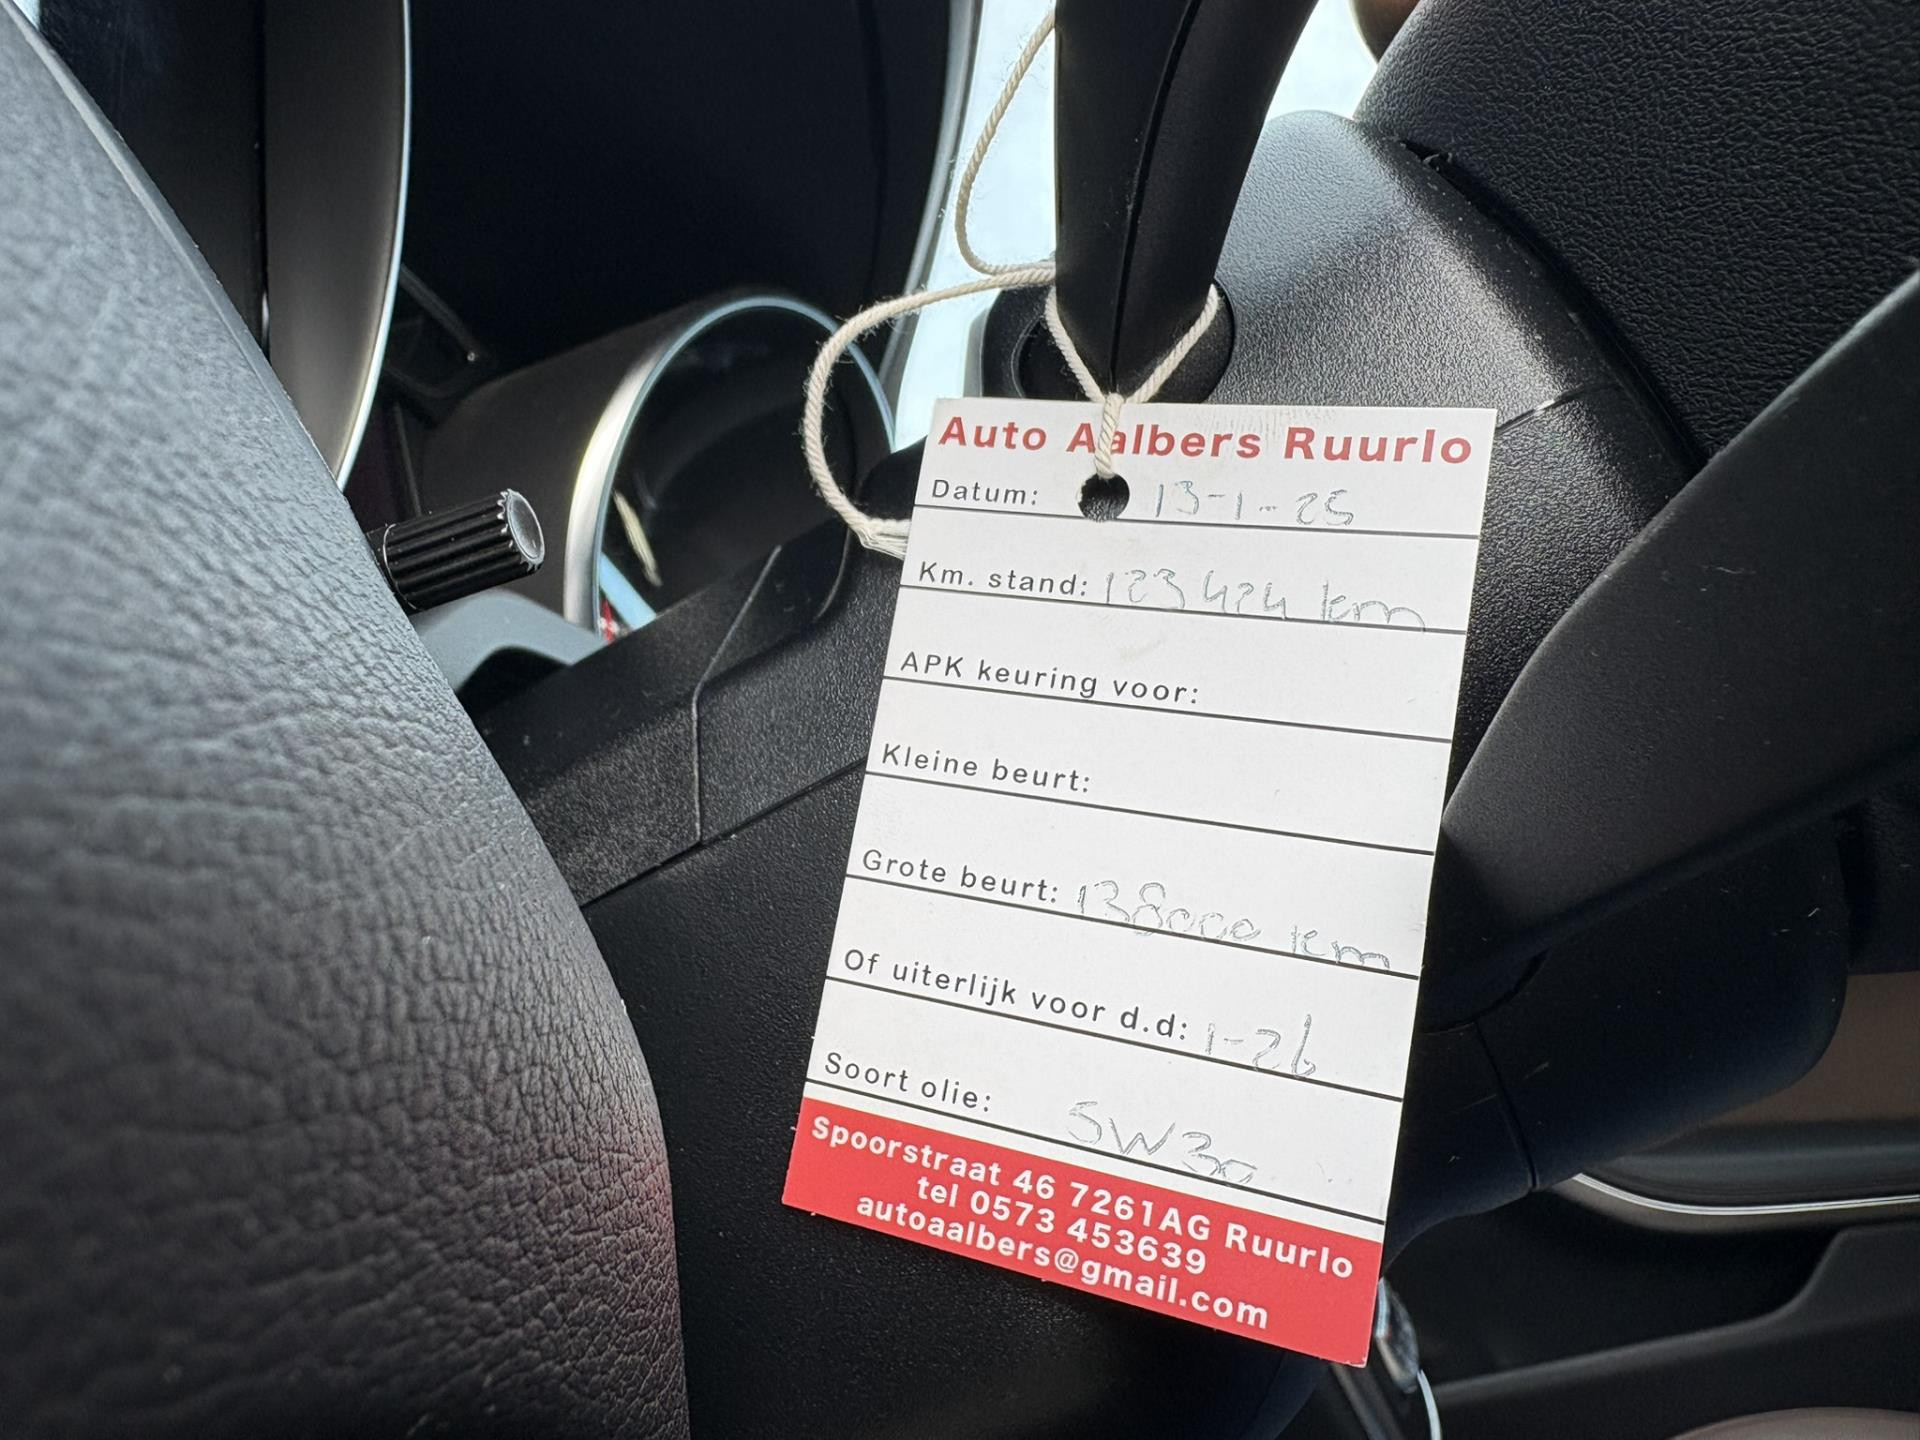 Auto Aalbers Ruurlo
Datum: 13-1-25
Km. stand: 123424 km
APK keuring voor:
Kleine beurt:
Grote beurt: 138000 km
Of uiterlijk voor d.d: 1-26
Soort olie: 5W30
Spoorstraat 46 7261AG Ruurlo
tel 0573 453639
autoaalbers@gmail.com